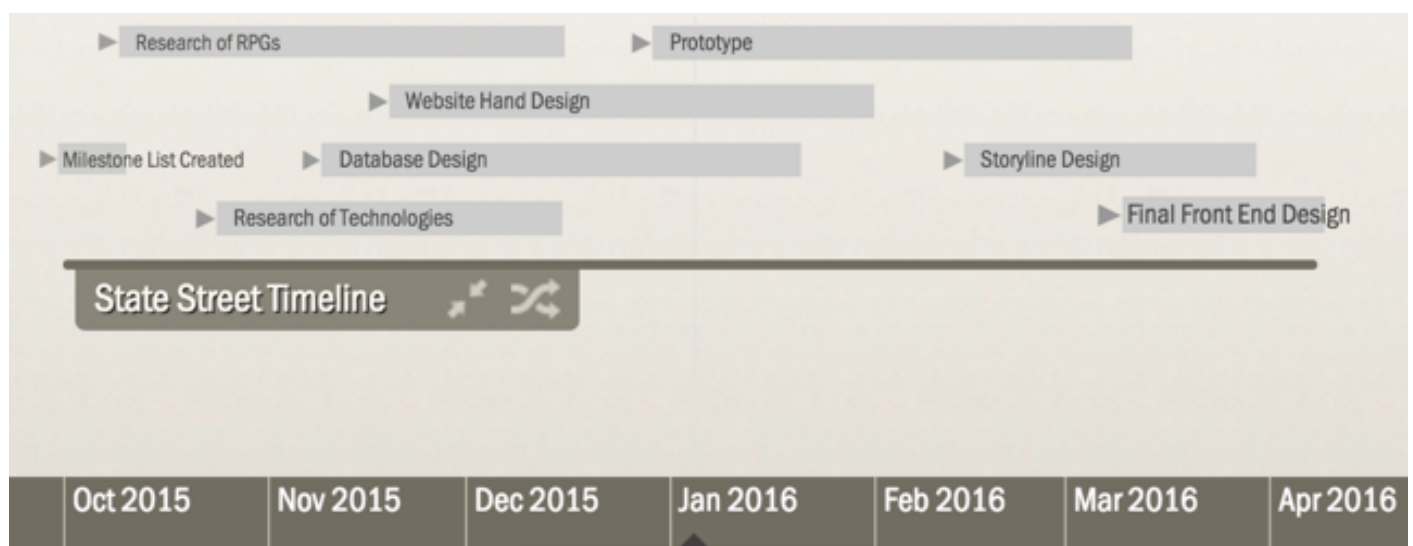 Research of RPGs
Prototype
Website Hand Design
Milestone List Created
Database Design
Storyline Design
Research of Technologies
Final Front End Design
State Street Timeline
Oct 2015
Nov 2015
Dec 2015
Jan 2016
Feb 2016
Mar 2016
Apr 2016